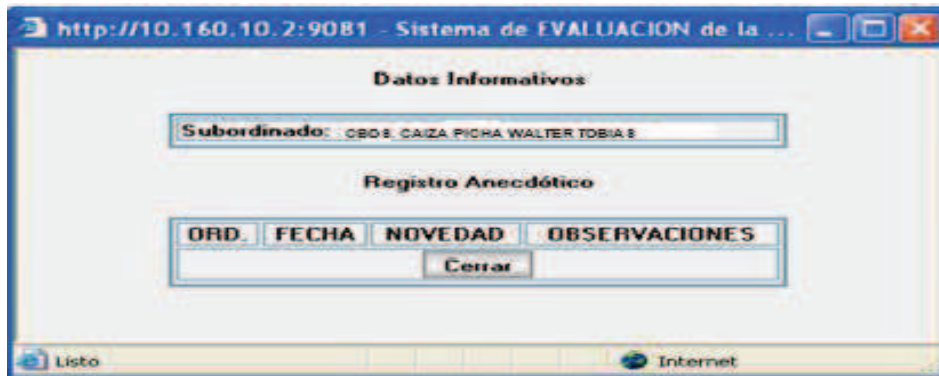 http://10.160.10.2:9081 - Sistema de EVALUACION de la ...
Datos Informativos
Subordinado: CBOS. CAIZA PICHA WALTER TOBIAS
Registro Anecdótico
ORD. FECHA NOVEDAD OBSERVACIONES
Cerrar
Listo Internet